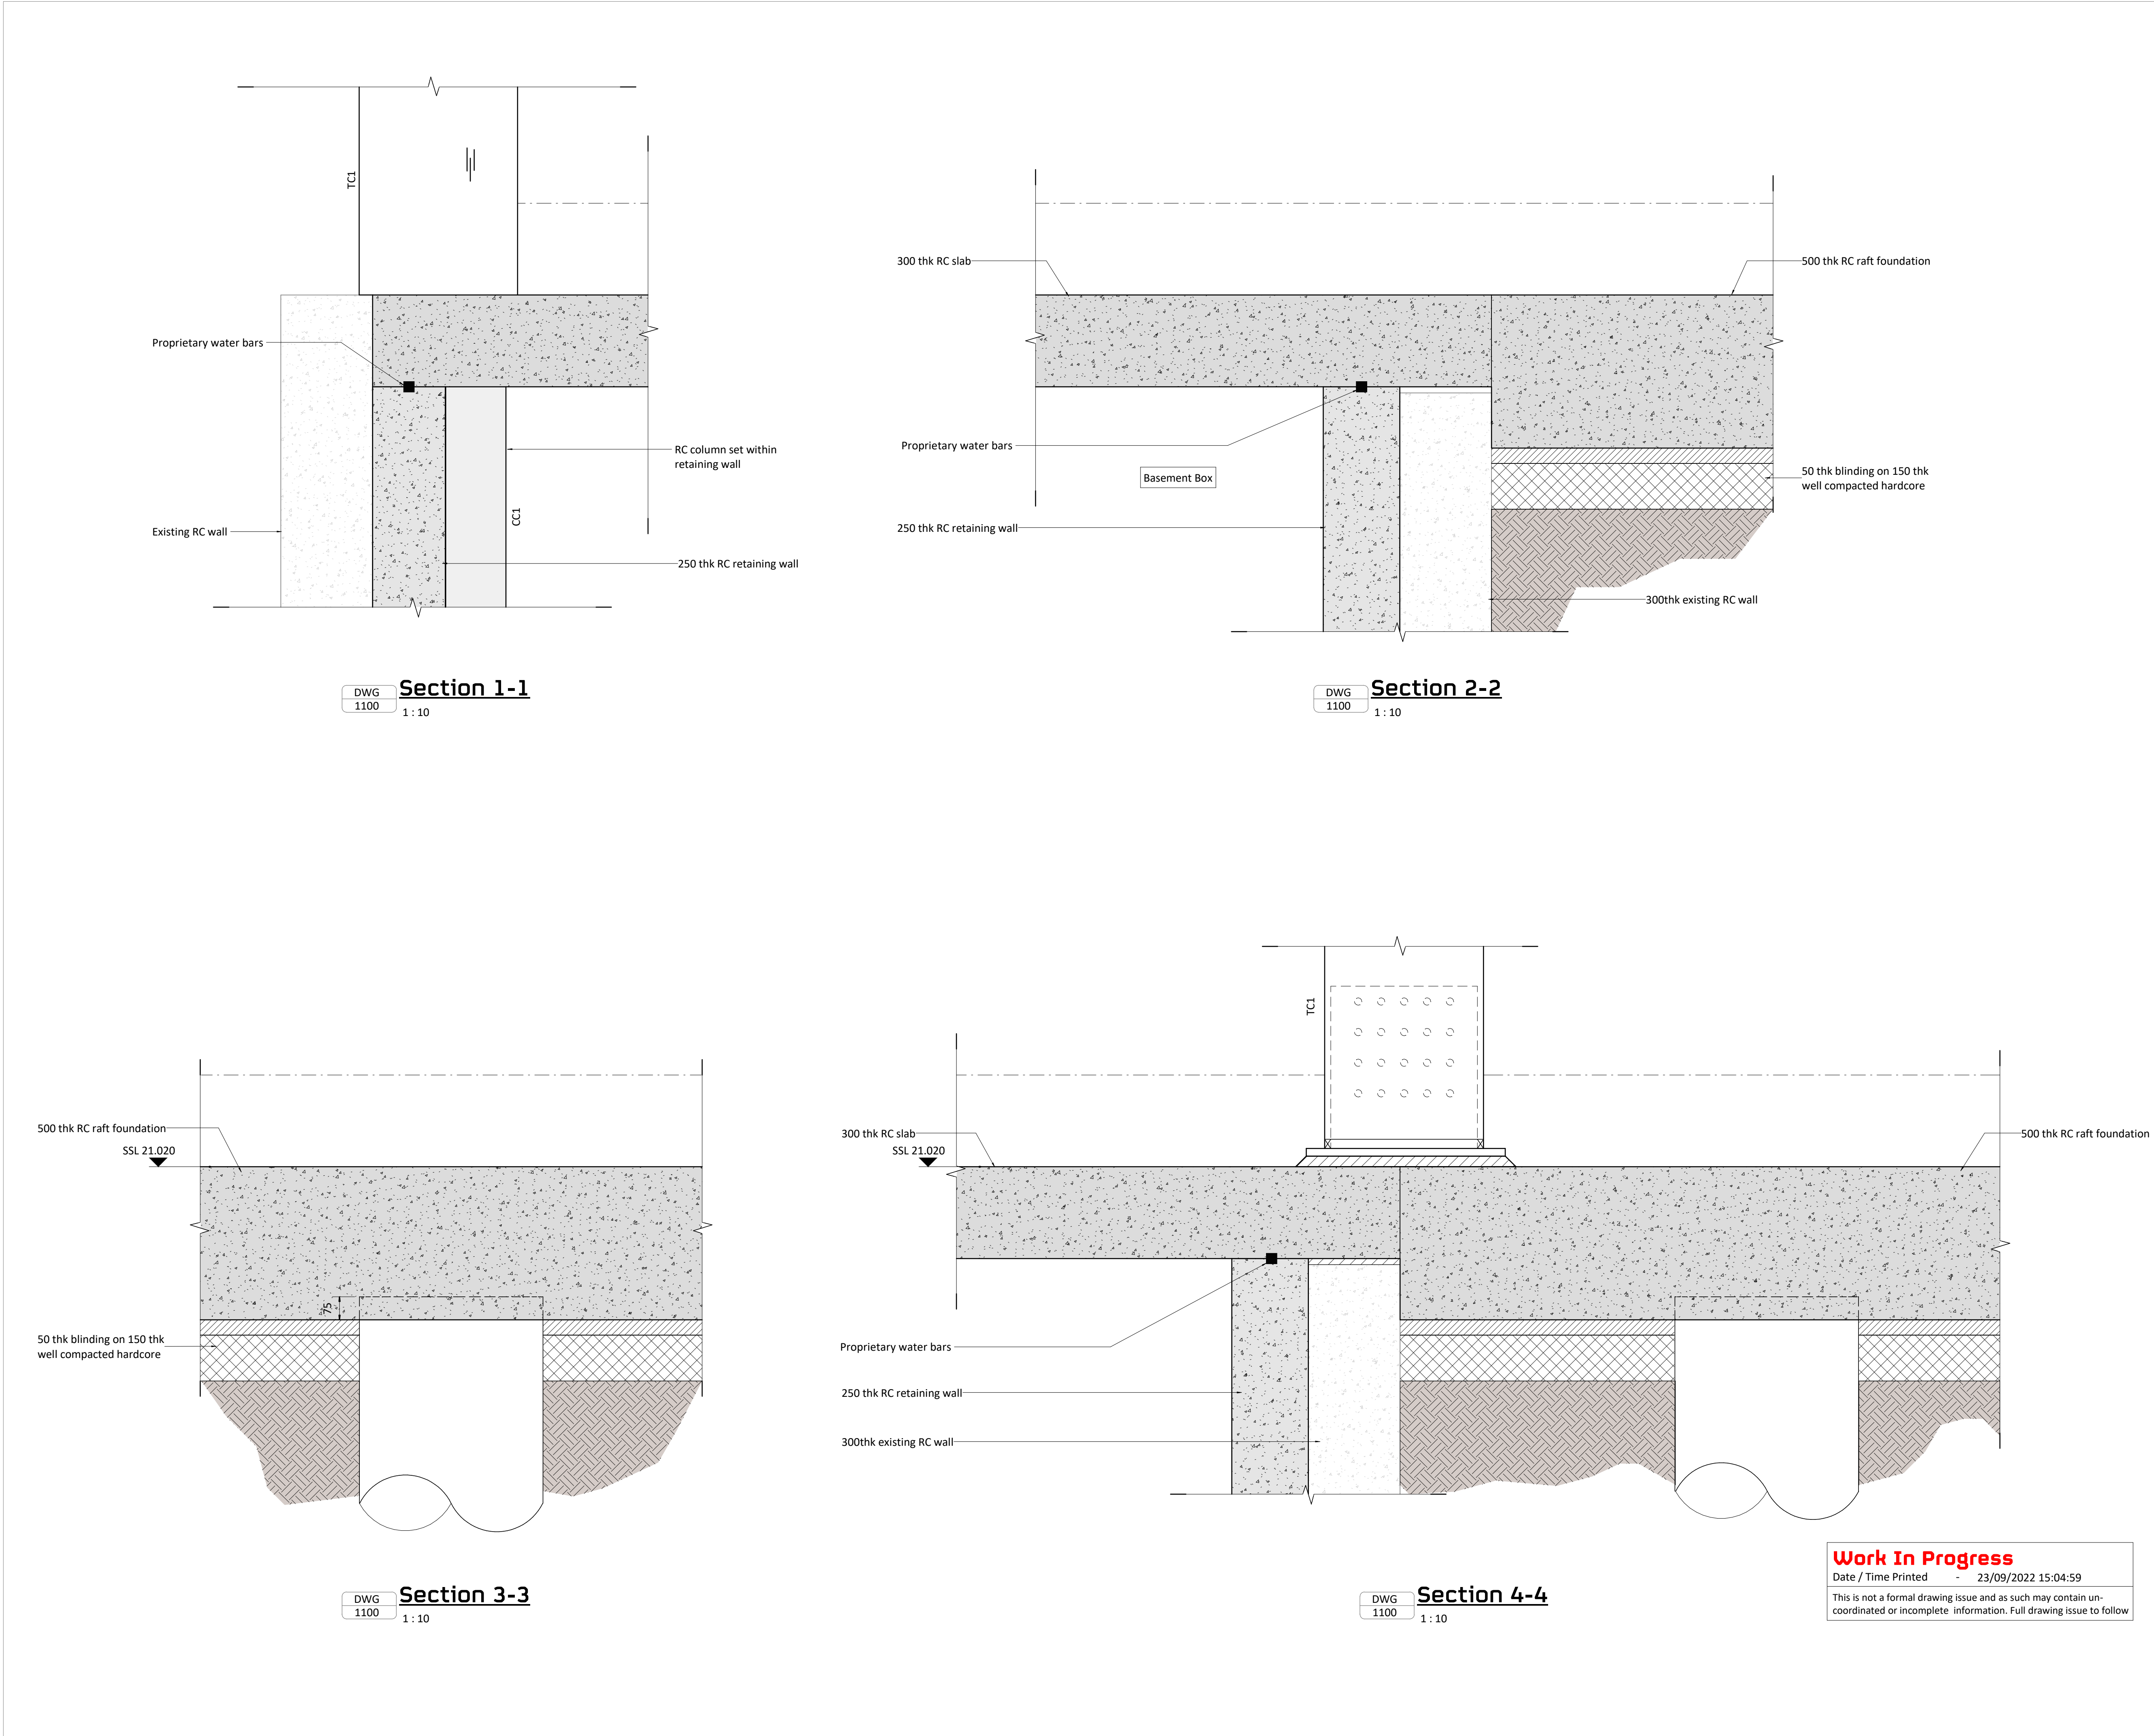 TC1
Proprietary water bars
RC column set within
retaining wall
Existing RC wall
CC1
250 thk RC retaining wall
DWG
1100
Section 1-1
1 : 10
300 thk RC slab
500 thk RC raft foundation
Proprietary water bars
Basement Box
50 thk blinding on 150 thk
well compacted hardcore
250 thk RC retaining wall
300thk existing RC wall
DWG
1100
Section 2-2
1 : 10
500 thk RC raft foundation
SSL 21.020
75
50 thk blinding on 150 thk
well compacted hardcore
DWG
1100
Section 3-3
1 : 10
TC1
300 thk RC slab
SSL 21.020
500 thk RC raft foundation
Proprietary water bars
250 thk RC retaining wall
300thk existing RC wall
DWG
1100
Section 4-4
1 : 10
Work In Progress
Date / Time Printed - 23/09/2022 15:04:59
This is not a formal drawing issue and as such may contain un-
coordinated or incomplete information. Full drawing issue to follow